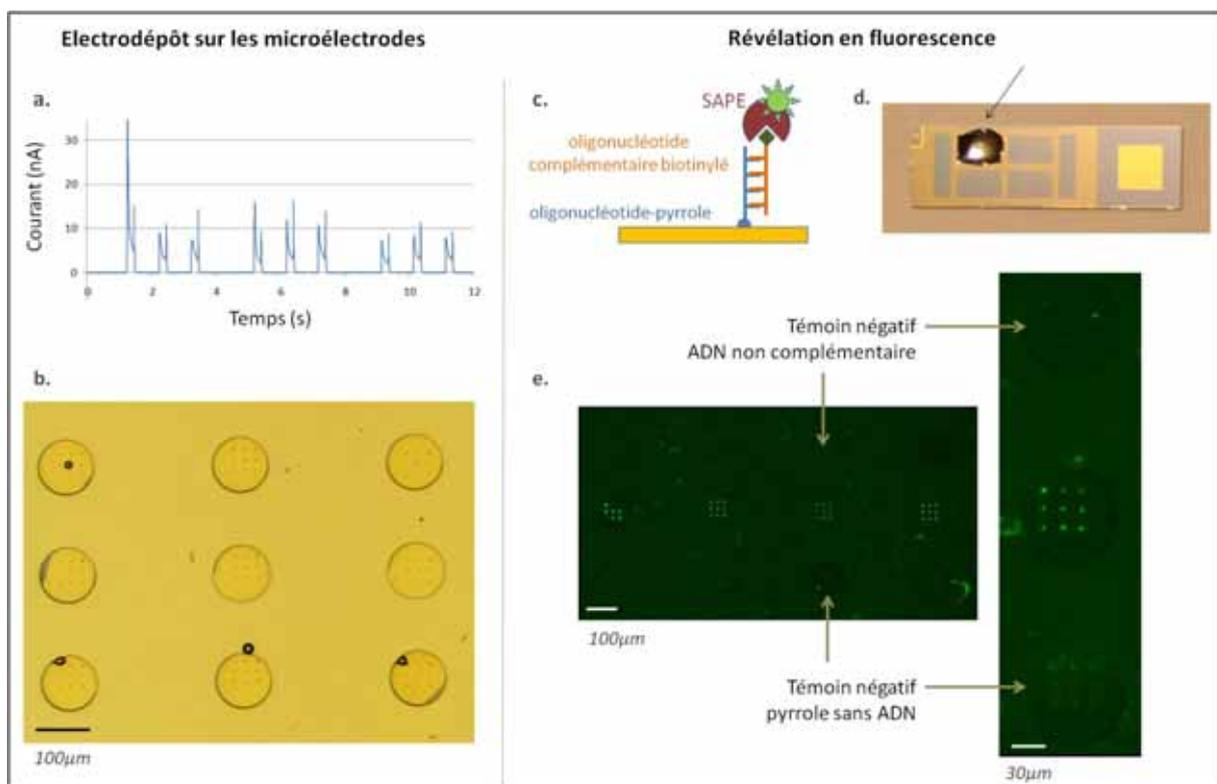 Electrodépôt sur les microélectrodes
Révélation en fluorescence
a.
Courant (nA)
30
20
10
0
0
2
4
6
8
10
12
Temps (s)
b.
100µm
c.
SAPE
oligonucléotide
complémentaire biotinylé
oligonucléotide-pyrrole
d.
e.
Témoin négatif
ADN non complémentaire
100µm
Témoin négatif
pyrrole sans ADN
30µm